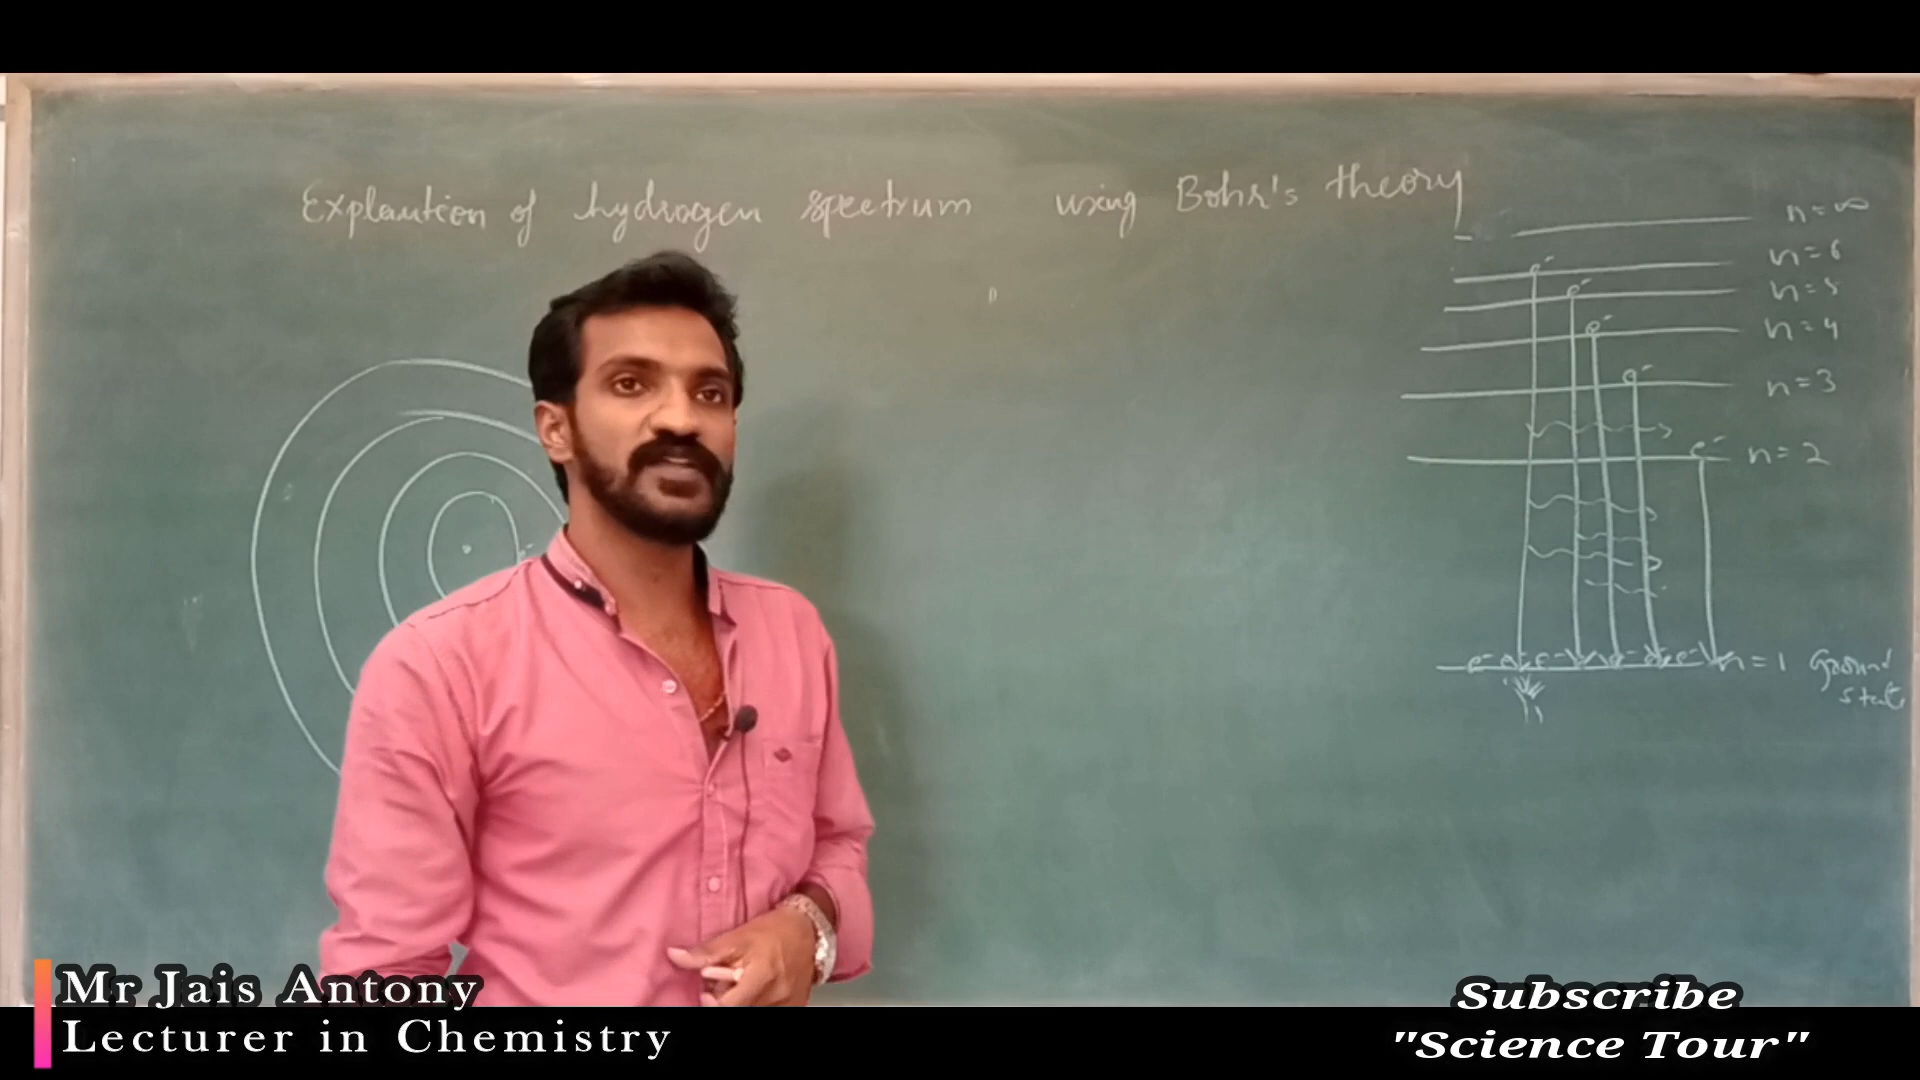 Explaution of hydrogen spectrum using Bohr's theory
n = ∞
n = 6
n = 5
n = 4
n = 3
n = 2
n = 1 Ground
state
e⁻
e⁻
e⁻
e⁻
e⁻
e⁻ e⁻ e⁻ e⁻ e⁻
Mr Jais Antony
Lecturer in Chemistry
Subscribe
"Science Tour"